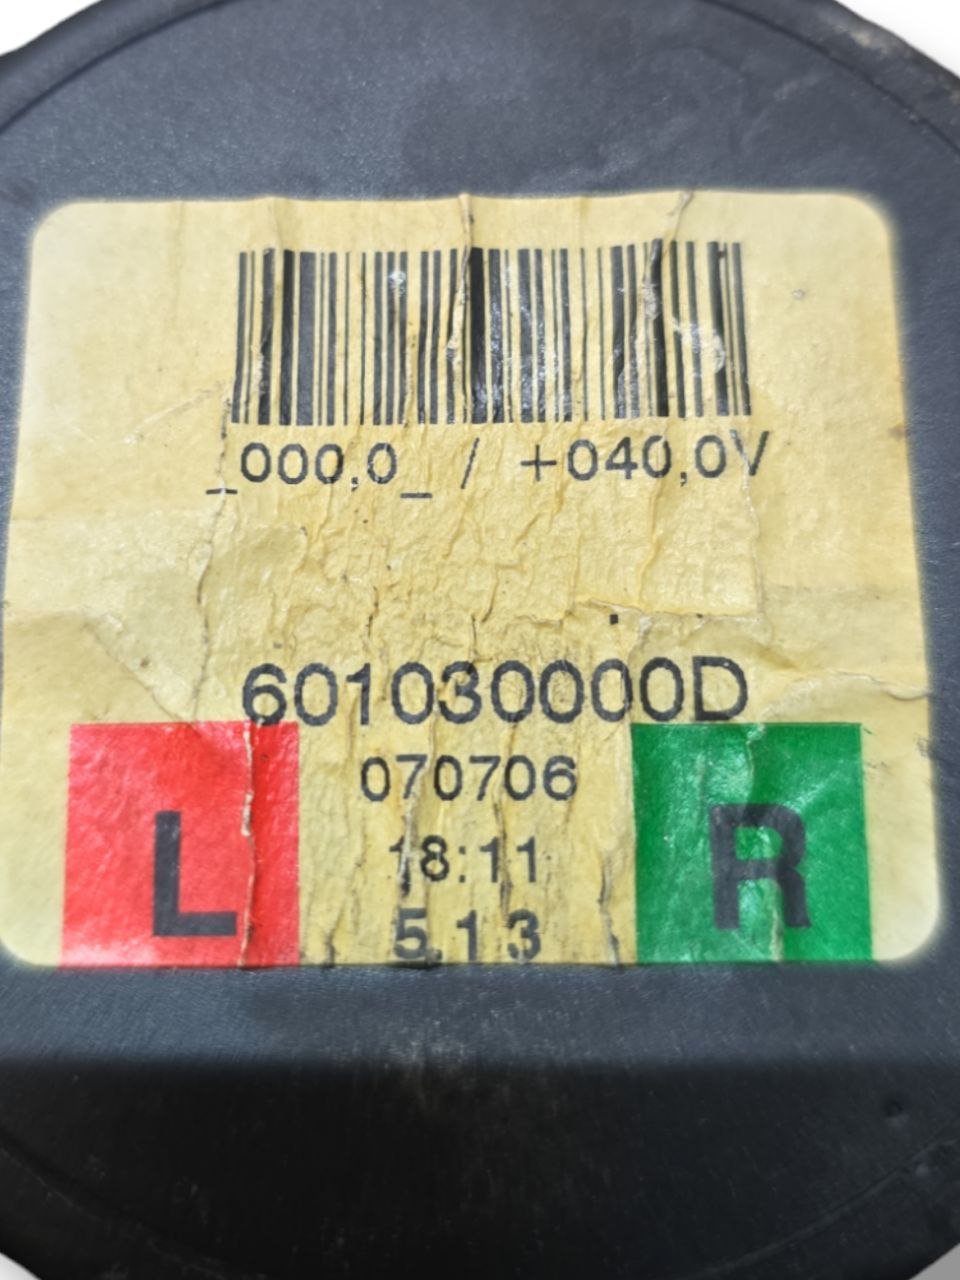 _000,0_ / +040,0V
601030000D
070706
18:11
L
R
5.13